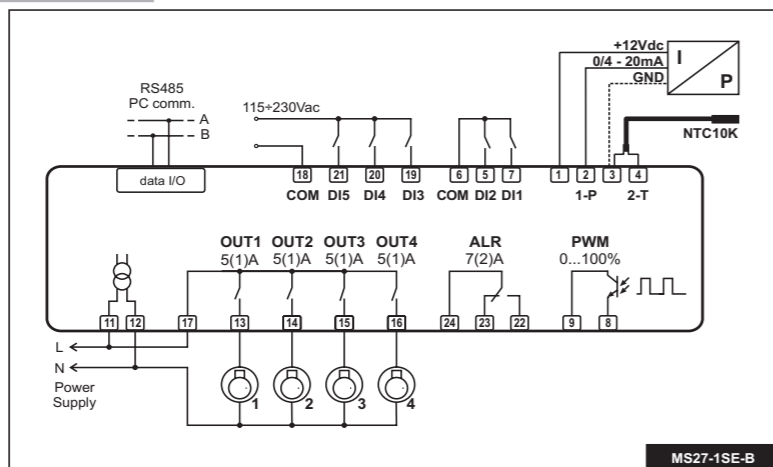 +12Vdc
0/4 - 20mA
GND
I
P
RS485
PC comm.
A
B
115÷230Vac
NTC10K
data I/O
18 21 20 19 6 5 7 1 2 3 4
COM DI5 DI4 DI3 COM DI2 DI1 1-P 2-T
OUT1 OUT2 OUT3 OUT4 ALR PWM
5(1)A 5(1)A 5(1)A 5(1)A 7(2)A 0...100%
11 12 17 13 14 15 16 24 23 22 9 8
L
N
Power
Supply
1 2 3 4
MS27-1SE-B